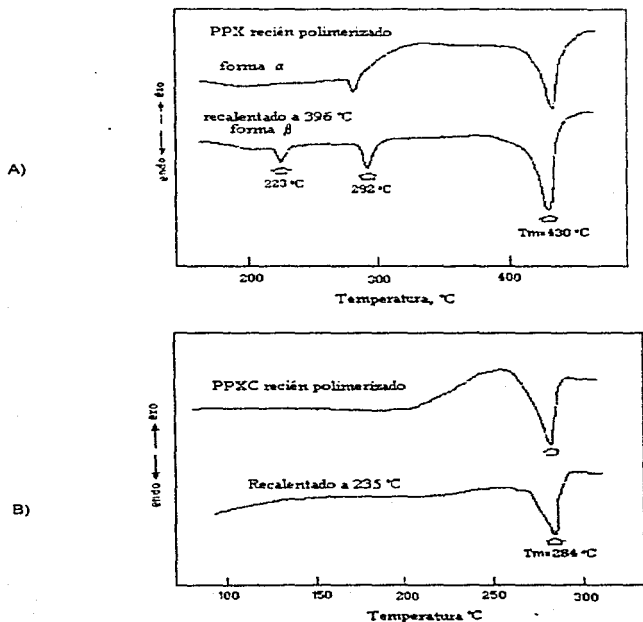 A)
PPX recién polimerizado
forma α
recalentado a 396 °C
forma β
endo ← → exo
223 °C
292 °C
Tm=430 °C
200
300
400
Temperatura, °C
B)
PPXC recién polimerizado
Recalentado a 235 °C
endo ← → exo
Tm=284 °C
100
150
200
250
300
Temperatura °C